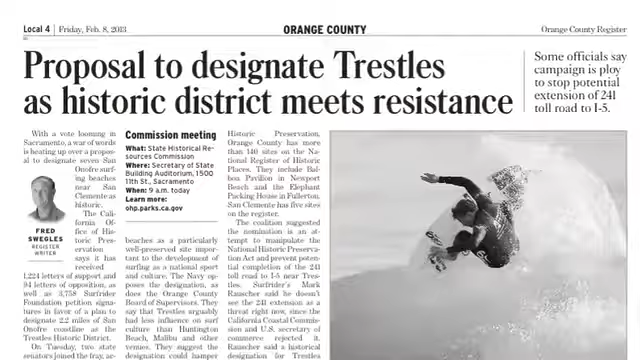 Local 4 | Friday, Feb. 8, 2013
ORANGE COUNTY
Orange County Register
Proposal to designate Trestles
as historic district meets resistance
Some officials say
campaign is ploy
to stop potential
extension of 241
toll road to I-5.
With a vote looming in
Sacramento, a war of words
is heating up over a propos-
al to designate seven San
Onofre surf-
ing beaches
near San
Clemente as
historic.
The Cali-
fornia Of-
fice of His-
toric Pres-
ervation
says it has
received
FRED
SWEGLES
REGISTER
WRITER
1,224 letters of support and
94 letters of opposition, as
well as 3,758 Surfrider
Foundation petition signa-
tures in favor of a plan to
designate 2.2 miles of San
Onofre coastline as the
Trestles Historic District.
On Tuesday, two state
senators joined the fray, ar-
Commission meeting
What: State Historical Re-
sources Commission
Where: Secretary of State
Building Auditorium, 1500
11th St., Sacramento
When: 9 a.m. today
Learn more:
ohp.parks.ca.gov
beaches as a particularly
well-preserved site impor-
tant to the development of
surfing as a national sport
and culture. The Navy op-
poses the designation, as
does the Orange County
Board of Supervisors. They
say that Trestles arguably
had less influence on surf
culture than Huntington
Beach, Malibu and other
venues. They suggest the
designation could hamper
Historic Preservation,
Orange County has more
than 140 sites on the Na-
tional Register of Historic
Places. They include Bal-
boa Pavilion in Newport
Beach and the Elephant
Packing House in Fullerton.
San Clemente has five sites
on the register.
The coalition suggested
the nomination is an at-
tempt to manipulate the
National Historic Preserva-
tion Act and prevent poten-
tial completion of the 241
toll road to I-5 near Tres-
tles. Surfrider's Mark
Rauscher said he doesn't
see the 241 extension as a
threat right now, since the
California Coastal Commis-
sion and U.S. secretary of
commerce rejected it.
Rauscher said a historical
designation for Trestles